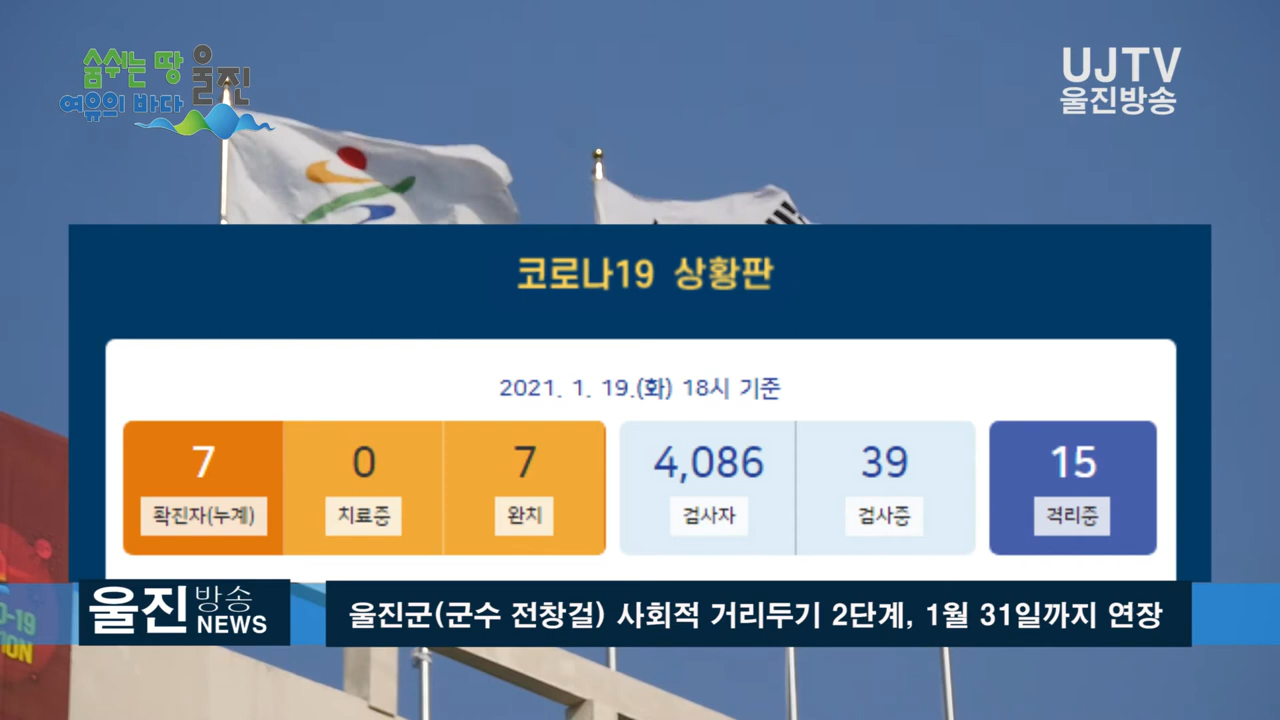 숨쉬는 땅 울진
여유의 바다
UJTV
울진방송
코로나19 상황판
2021. 1. 19.(화) 18시 기준
7 0 7 4,086 39 15
확진자(누계) 치료중 완치 검사자 검사중 격리중
울진 방송 NEWS
울진군(군수 전창걸) 사회적 거리두기 2단계, 1월 31일까지 연장
D-19
ION